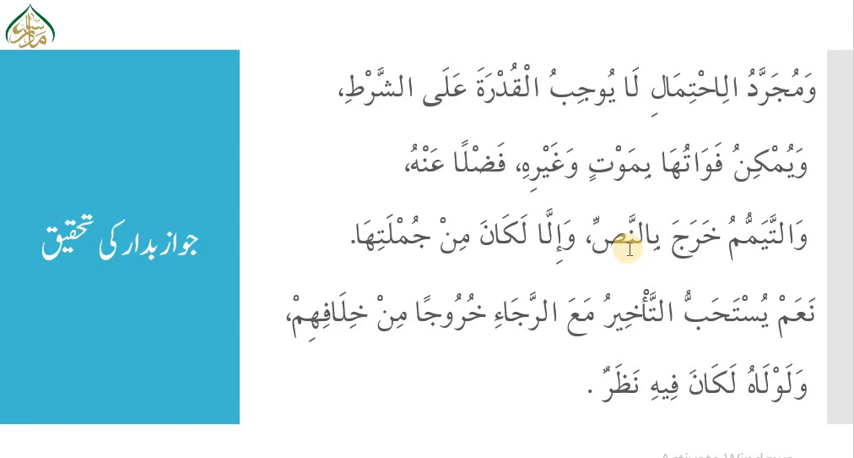 وَمُجَرَّدُ الِاحْتِمَالِ لَا يُوجِبُ الْقُدْرَةَ عَلَى الشَّرْطِ،
وَيُمْكِنُ فَوَاتُهَا بِمَوْتٍ وَغَيْرِهِ، فَضْلًا عَنْهُ،
وَالتَّيَمُّمُ خَرَجَ بِالنَّصِّ، وَإِلَّا لَكَانَ مِنْ جُمْلَتِهَا.
نَعَمْ يُسْتَحَبُّ التَّأْخِيرُ مَعَ الرَّجَاءِ خُرُوجًا مِنْ خِلَافِهِمْ،
وَلَوْلَاهُ لَكَانَ فِيهِ نَظَرٌ .
جواز بدار کی تحقیق